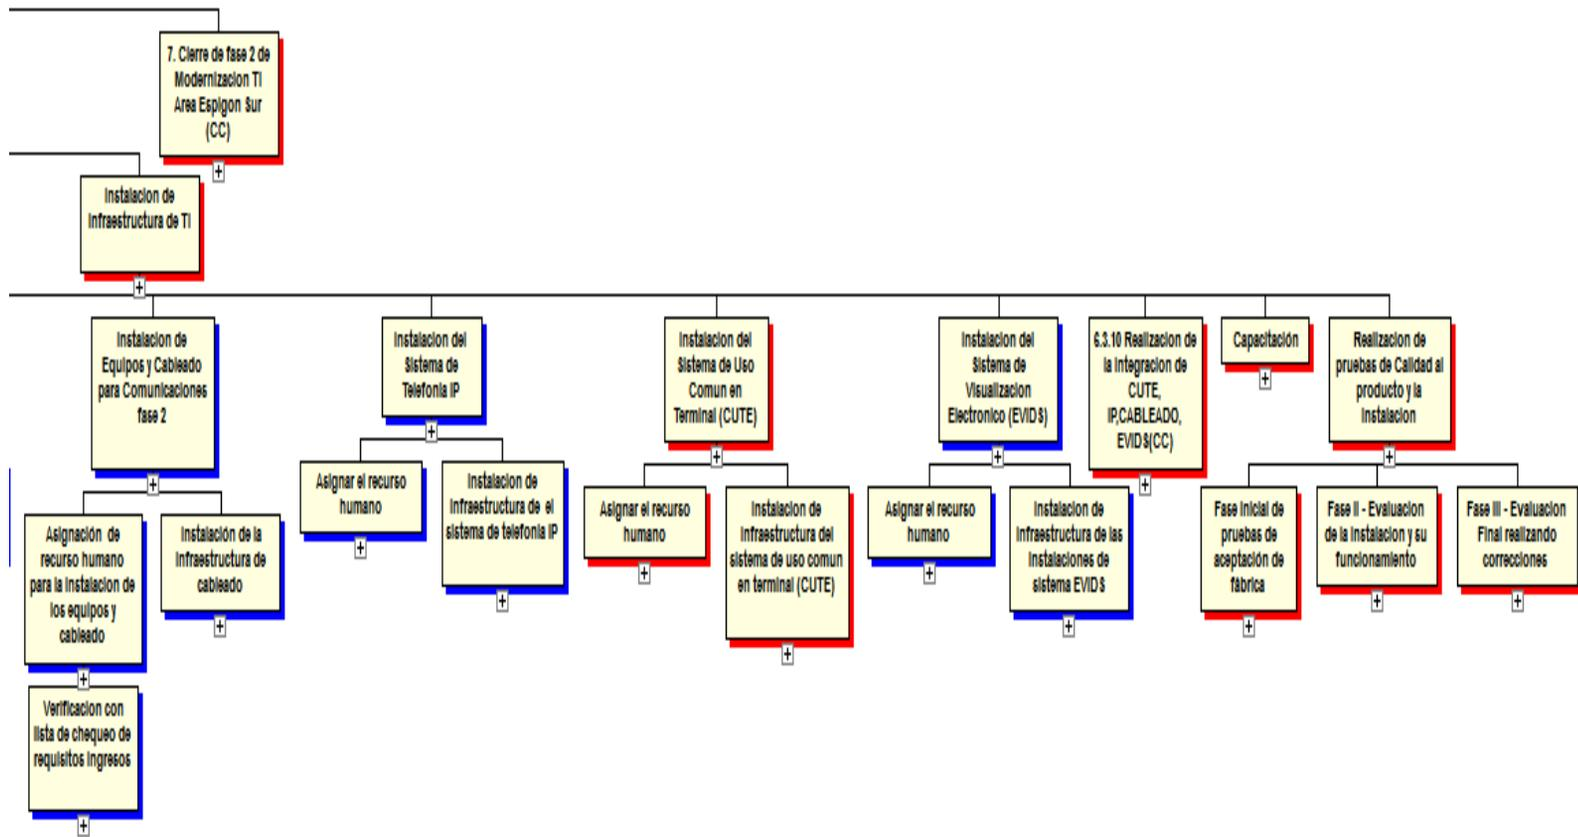 7. Cierre de fase 2 de
Modernizacion TI
Area Espigon Sur
(CC)
Instalacion de
Infraestructura de TI
Instalacion de
Equipos y Cableado
para Comunicaciones
fase 2
Instalacion del
Sistema de
Telefonia IP
Instalacion del
Sistema de Uso
Comun en
Terminal (CUTE)
Instalacion del
Sistema de
Visualizacion
Electronico (EVIDS)
6.3.10 Realizacion de
la Integracion de
CUTE,
IP,CABLEADO,
EVIDS(CC)
Capacitación
Realizacion de
pruebas de Calidad al
producto y la
Instalacion
Asignación de
recurso humano
para la Instalacion de
los equipos y
cableado
Instalación de la
Infraestructura de
cableado
Asignar el recurso
humano
Instalacion de
Infraestructura de el
sistema de telefonia IP
Asignar el recurso
humano
Instalacion de
Infraestructura del
sistema de uso comun
en terminal (CUTE)
Asignar el recurso
humano
Instalacion de
Infraestructura de las
Instalaciones de
sistema EVIDS
Fase Inicial de
pruebas de
aceptación de
fábrica
Fase II - Evaluacion
de la Instalacion y su
funcionamiento
Fase III - Evaluacion
Final realizando
correcciones
Verificacion con
lista de chequeo de
requisitos Ingresos